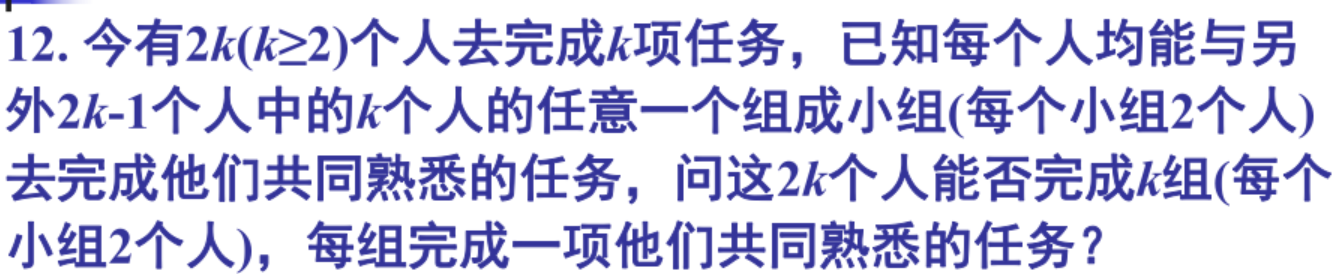 12. 今有2k(k≥2)个人去完成k项任务，已知每个人均能与另
外2k-1个人中的k个人的任意一个组成小组(每个小组2个人)
去完成他们共同熟悉的任务，问这2k个人能否完成k组(每个
小组2个人)，每组完成一项他们共同熟悉的任务？